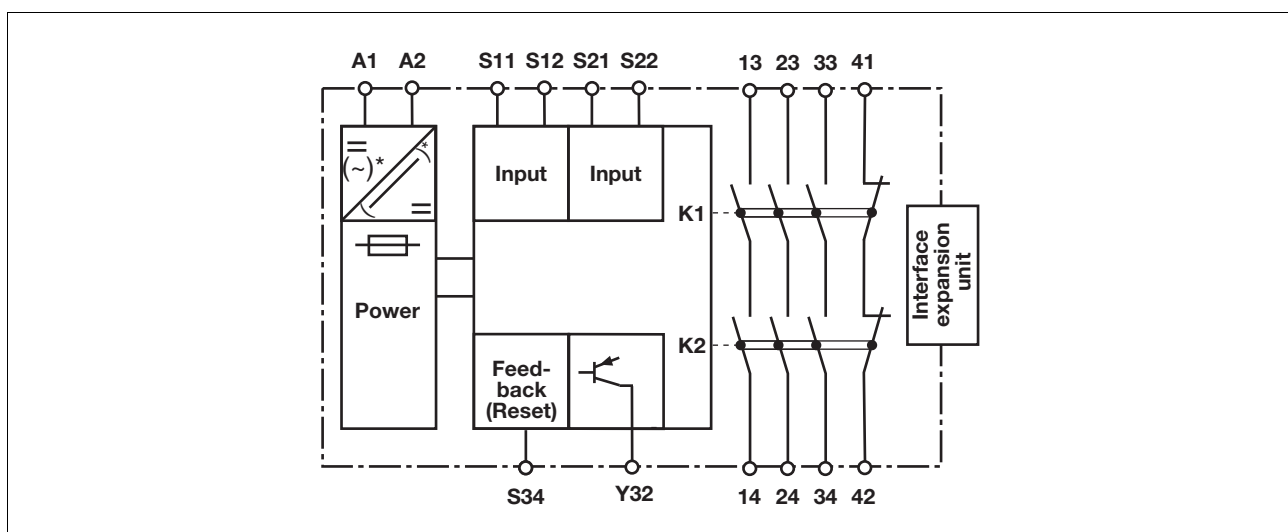 A1 A2 S11 S12 S21 S22 13 23 33 41
(~)* (*)
Input Input
K1
Interface
expansion
unit
Power
K2
Feed-
back
(Reset)
S34 Y32 14 24 34 42